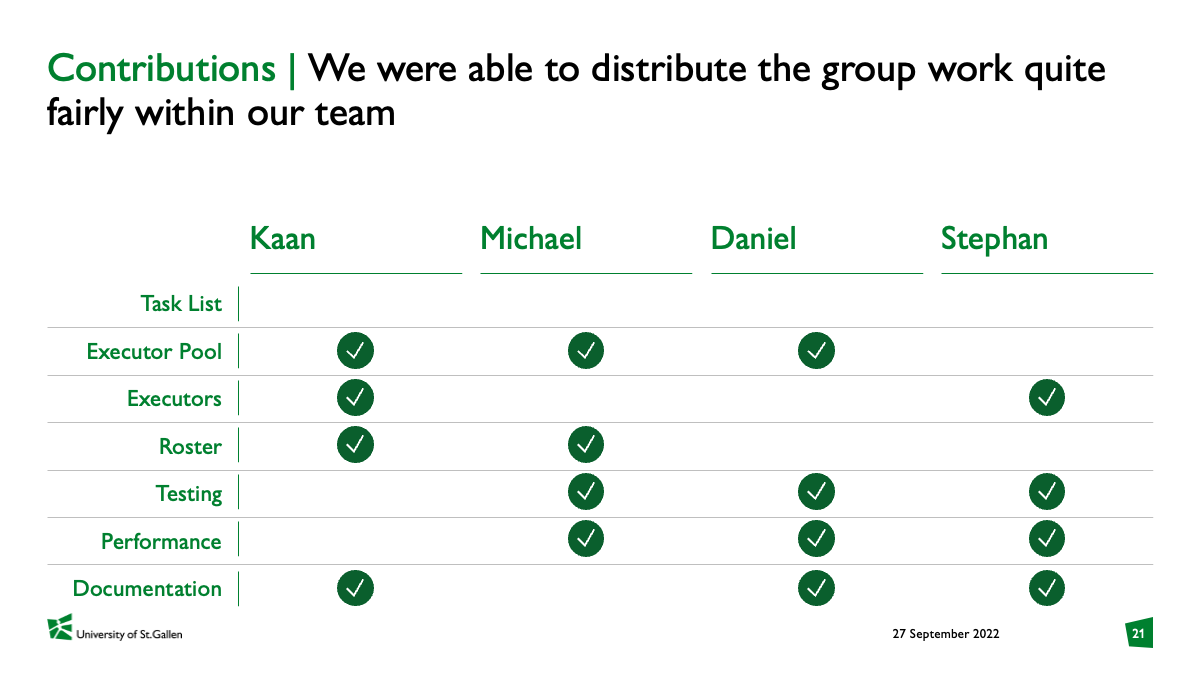 Contributions | We were able to distribute the group work quite
fairly within our team
Kaan Michael Daniel Stephan
Task List
Executor Pool
Executors
Roster
Testing
Performance
Documentation
University of St.Gallen
27 September 2022
21